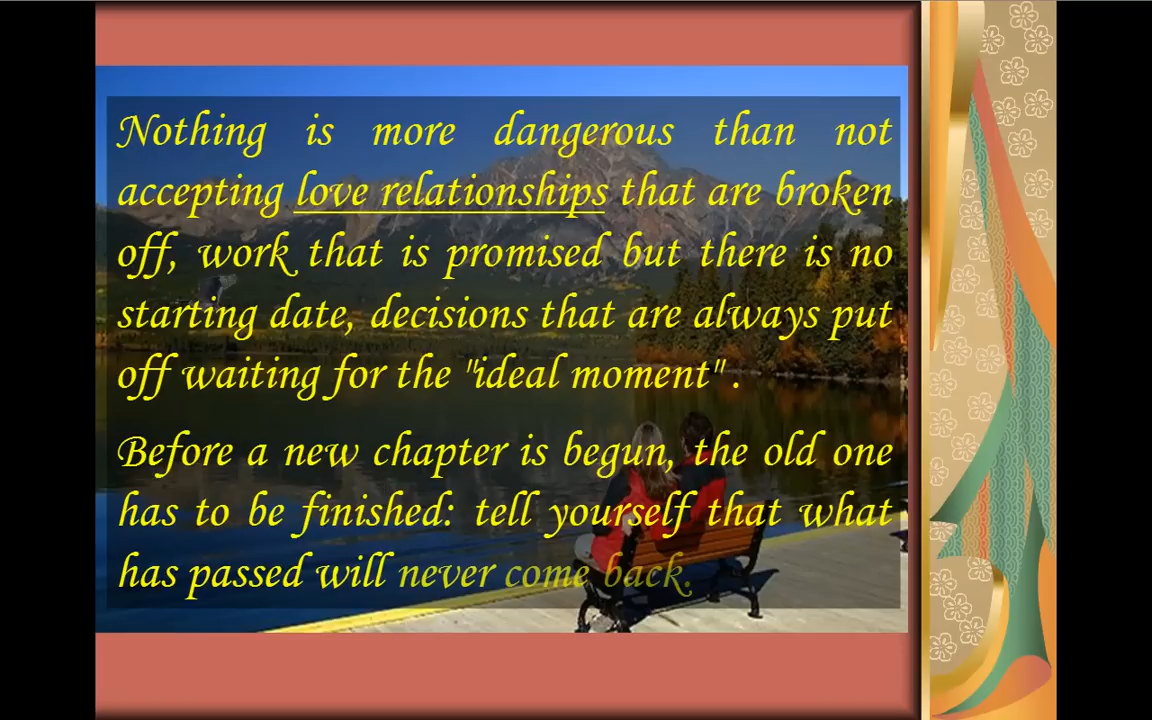 Nothing is more dangerous than not
accepting love relationships that are broken
off, work that is promised but there is no
starting date, decisions that are always put
off waiting for the "ideal moment" .
Before a new chapter is begun, the old one
has to be finished: tell yourself that what
has passed will never come back.